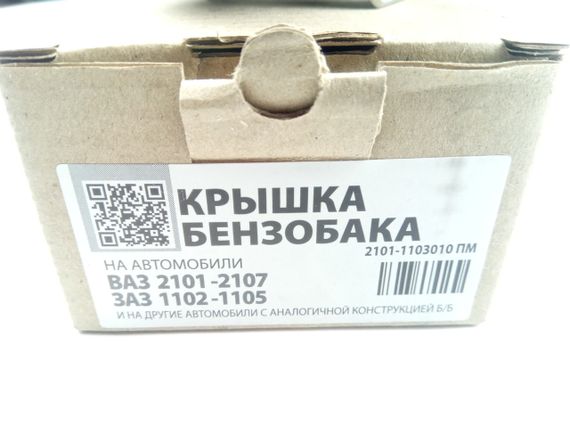 КРЫШКА
БЕНЗОБАКА
2101-1103010 ПМ
НА АВТОМОБИЛИ
ВАЗ 2101-2107
ЗАЗ 1102-1105
И НА ДРУГИЕ АВТОМОБИЛИ С АНАЛОГИЧНОЙ КОНСТРУКЦИЕЙ Б/Б